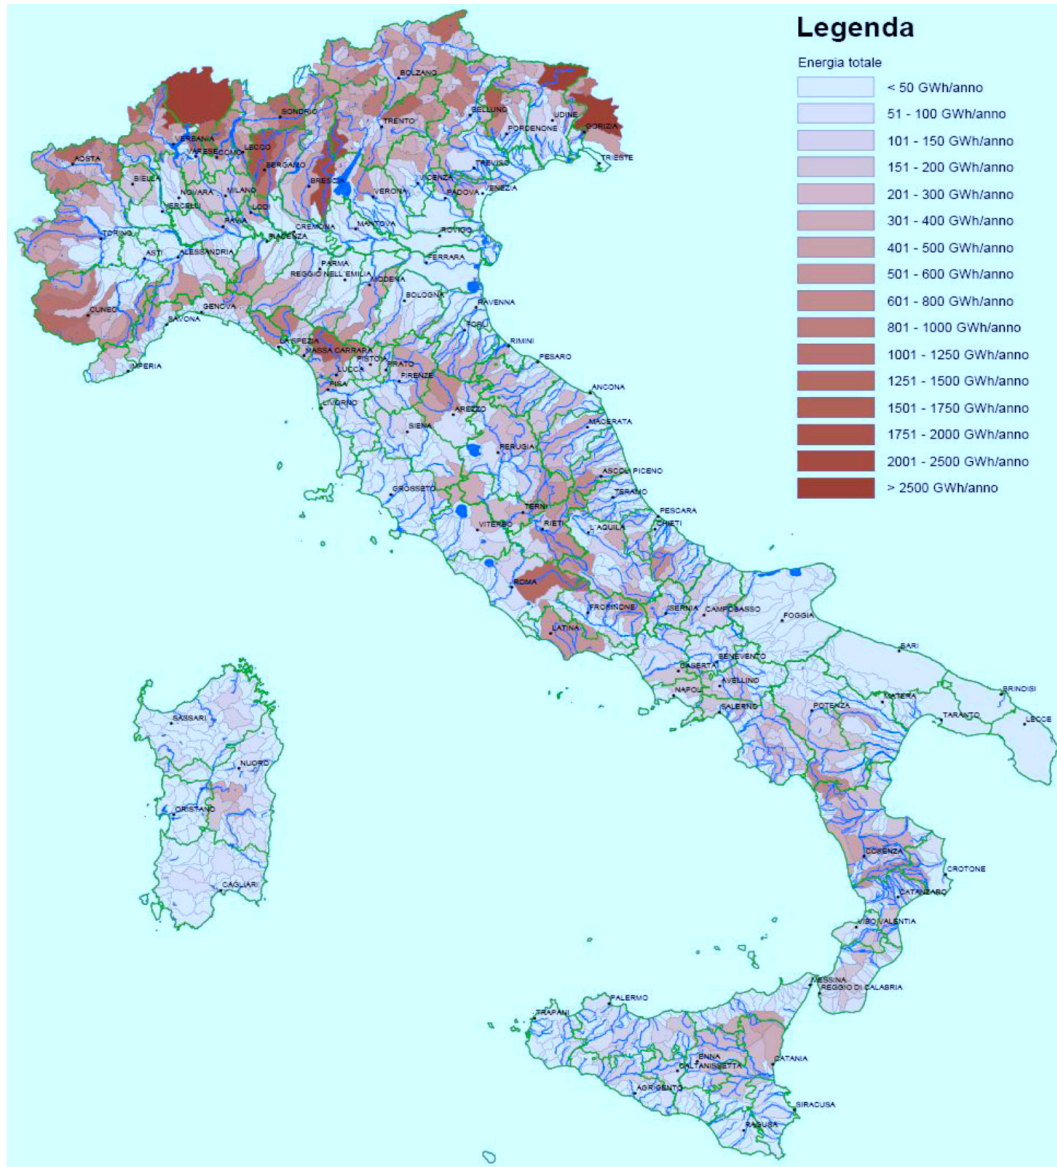 Legenda
Energia totale
< 50 GWh/anno
51 - 100 GWh/anno
101 - 150 GWh/anno
151 - 200 GWh/anno
201 - 300 GWh/anno
301 - 400 GWh/anno
401 - 500 GWh/anno
501 - 600 GWh/anno
601 - 800 GWh/anno
801 - 1000 GWh/anno
1001 - 1250 GWh/anno
1251 - 1500 GWh/anno
1501 - 1750 GWh/anno
1751 - 2000 GWh/anno
2001 - 2500 GWh/anno
> 2500 GWh/anno
BOLZANO
SONDRIO
BELLUNO
UDINE
TRENTO
PORDENONE
GORIZIA
VERBANIA
VARESE
COMO
LECCO
TRIESTE
AOSTA
BERGAMO
TREVISO
BIELLA
BRESCIA
VICENZA
NOVARA
MILANO
VERONA
PADOVA
VENEZIA
VERCELLI
LODI
PAVIA
CREMONA
MANTOVA
ROVIGO
TORINO
PIACENZA
ASTI
ALESSANDRIA
PARMA
FERRARA
REGGIO NELL'EMILIA
MODENA
BOLOGNA
RAVENNA
CUNEO
GENOVA
SAVONA
FORLI
LA SPEZIA
RIMINI
MASSA CARRARA
PISTOIA
PRATO
PESARO
IMPERIA
LUCCA
FIRENZE
PISA
LIVORNO
ANCONA
AREZZO
SIENA
MACERATA
PERUGIA
ASCOLI PICENO
GROSSETO
TERAMO
TERNI
PESCARA
VITERBO
RIETI
L'AQUILA
CHIETI
ROMA
FROSINONE
ISERNIA
CAMPOBASSO
FOGGIA
LATINA
BARI
BENEVENTO
CASERTA
AVELLINO
NAPOLI
MATERA
BRINDISI
SALERNO
POTENZA
TARANTO
LECCE
SASSARI
NUORO
ORISTANO
COSENZA
CROTONE
CAGLIARI
CATANZARO
VIBO VALENTIA
MESSINA
REGGIO DI CALABRIA
PALERMO
TRAPANI
ENNA
CALTANISSETTA
CATANIA
AGRIGENTO
SIRACUSA
RAGUSA